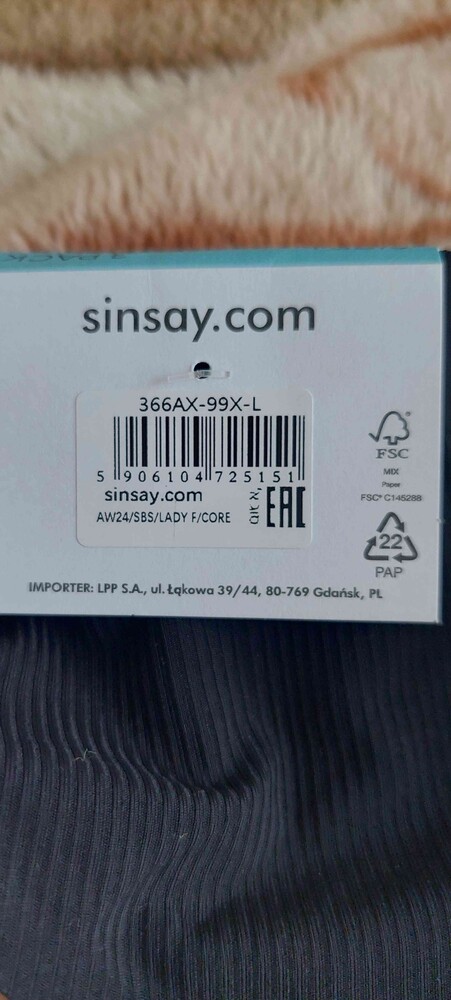 sinsay.com
366AX-99X-L
5 906104 725151
sinsay.com
AW24/SBS/LADY F/CORE
EAC
FSC
MIX
Paper
FSC® C145288
22
PAP
IMPORTER: LPP S.A., ul. Łąkowa 39/44, 80-769 Gdańsk, PL